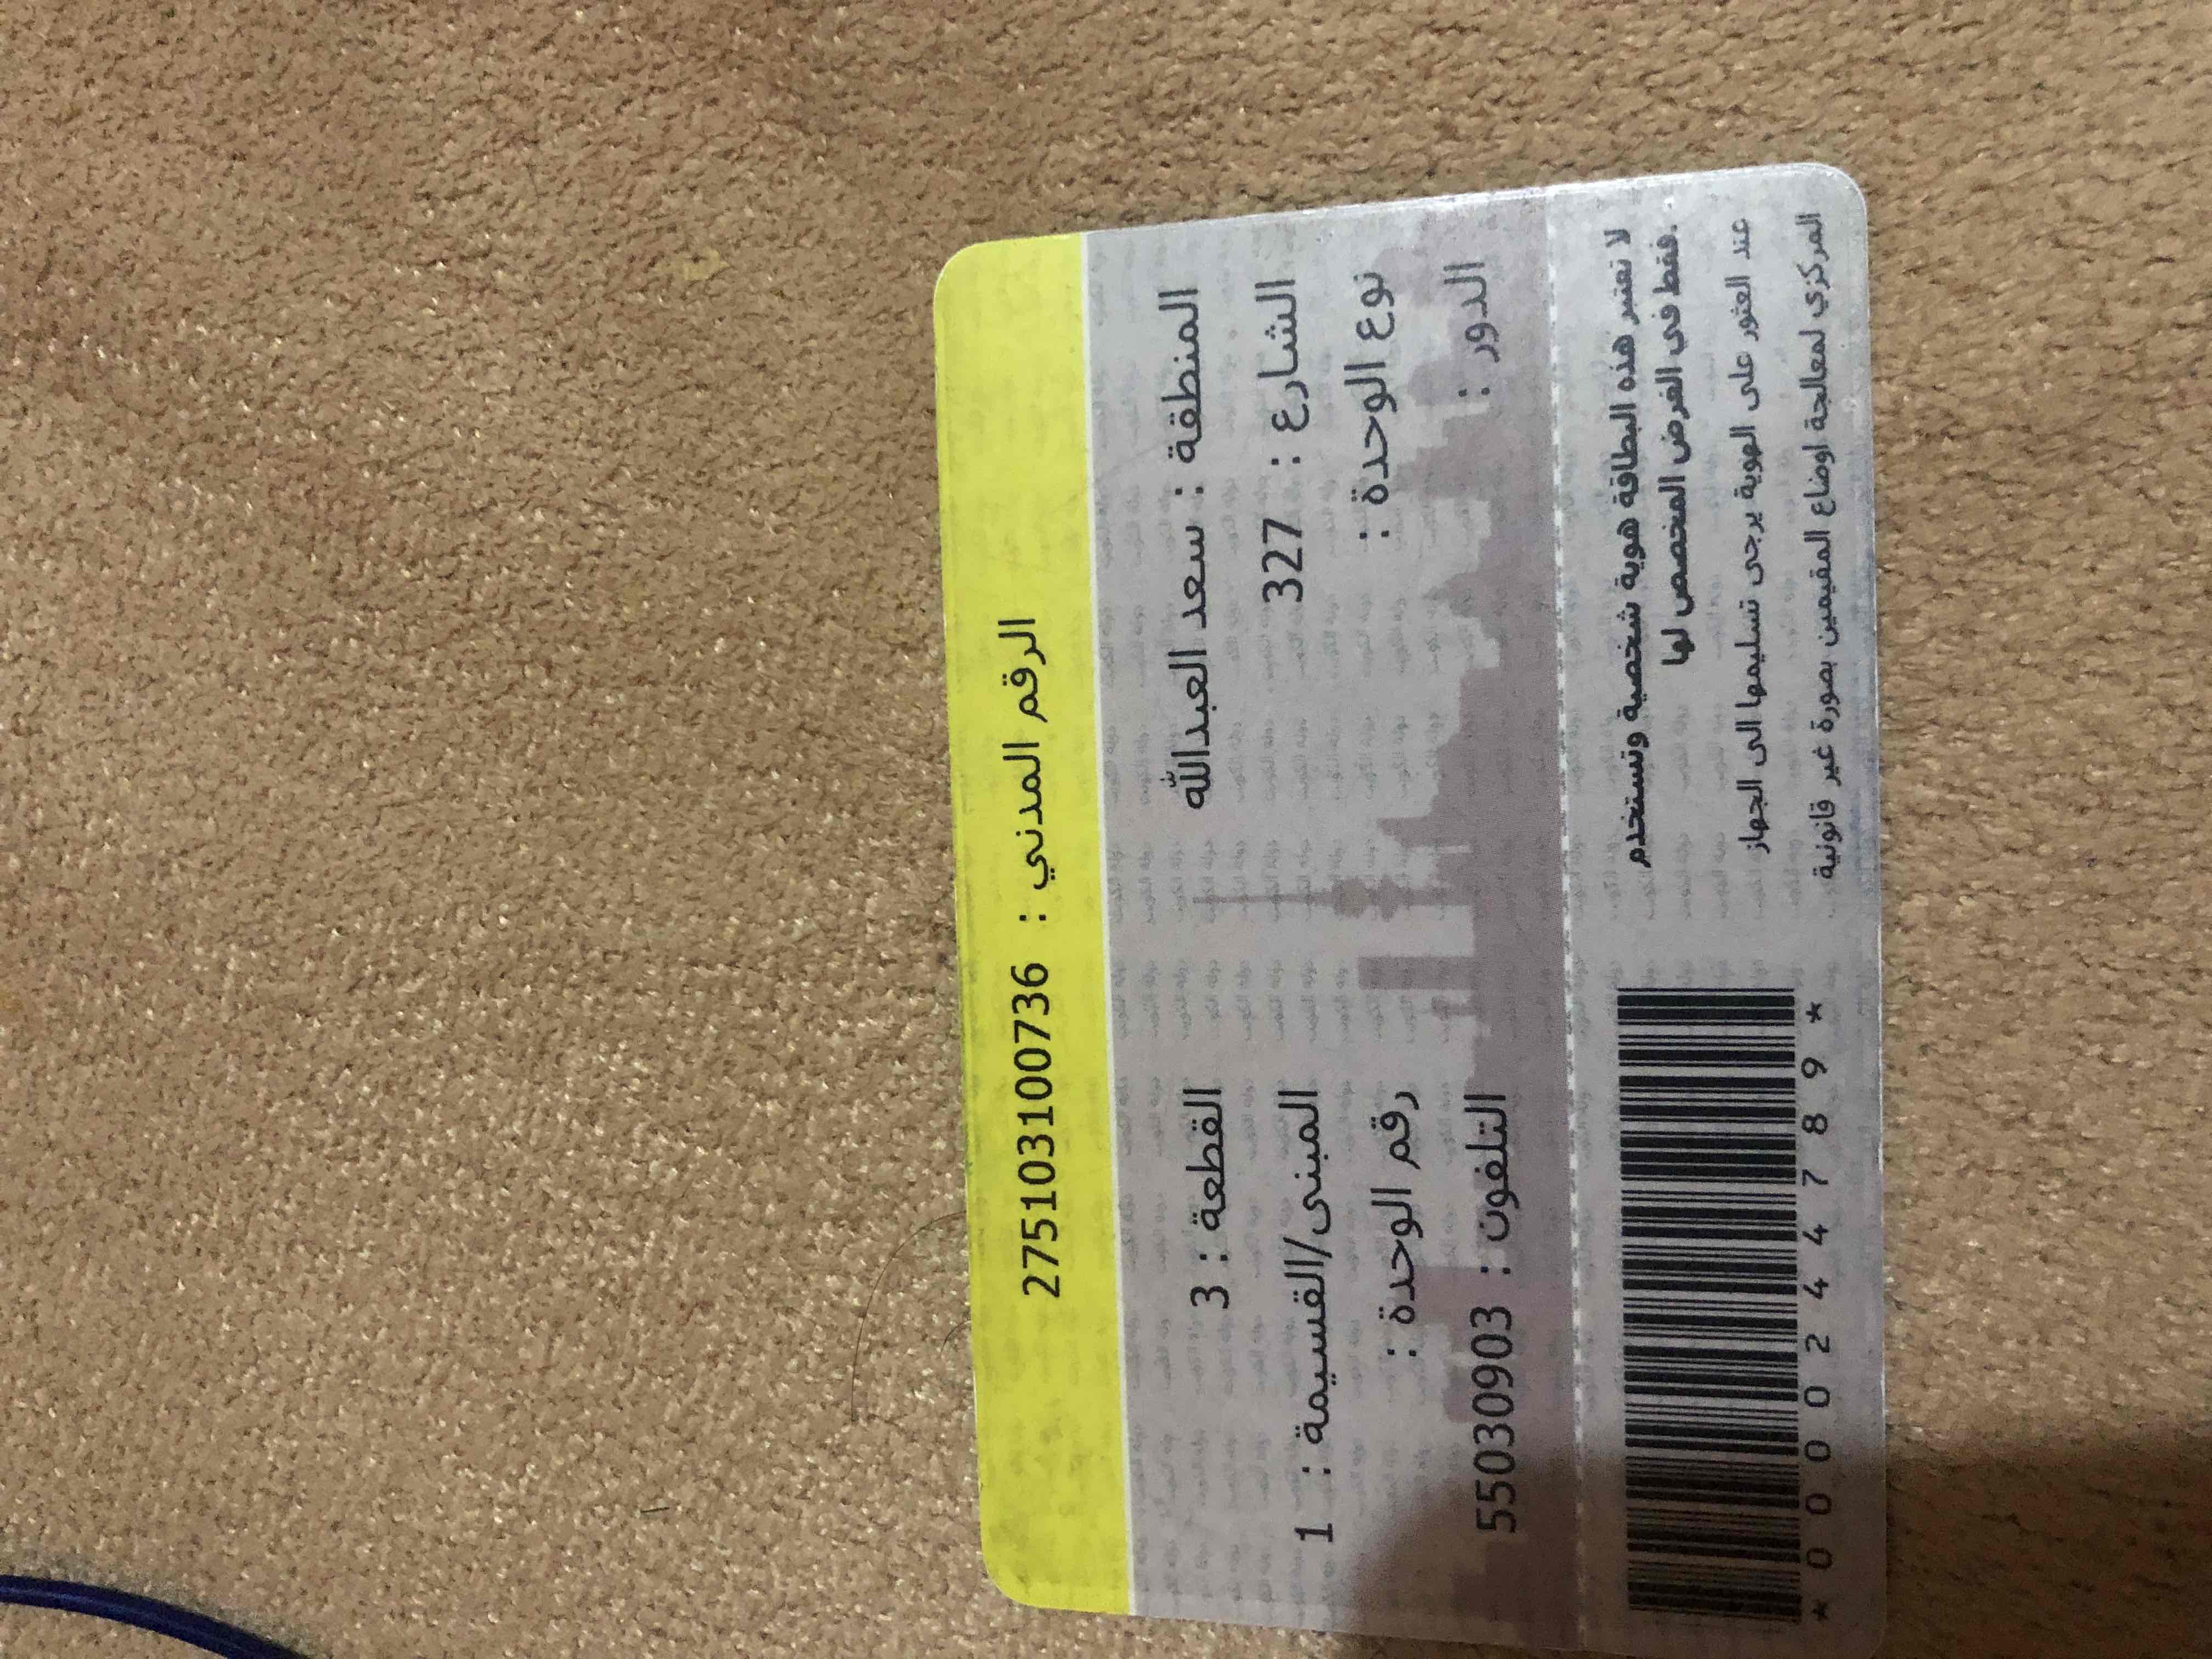 الرقم المدني : 275103100736
المنطقة : سعد العبدالله القطعة : 3
الشارع : 327 المبنى/القسيمة : 1
نوع الوحدة : رقم الوحدة :
الدور : التلفون : 55030903
لا تعتبر هذه البطاقة هوية شخصية وتستخدم
فقط في الغرض المخصص لها.
عند العثور على الهوية يرجى تسليمها الى الجهاز
المركزي لمعالجة اوضاع المقيمين بصورة غير قانونية
*000244789*